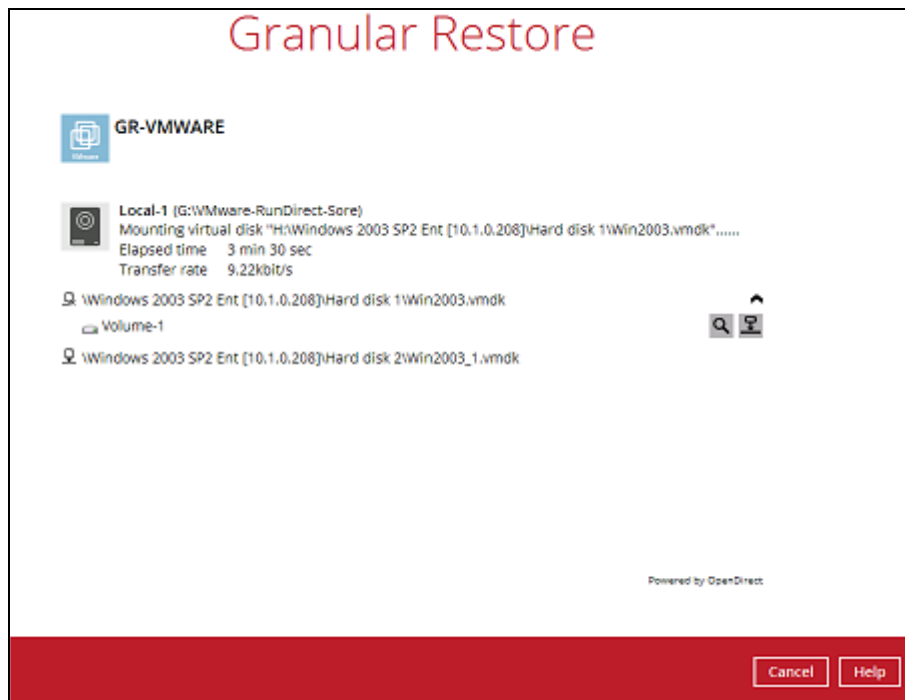 Granular Restore
GR-VMWARE
VMware
Local-1 (G:\VMware-RunDirect-Sore)
Mounting virtual disk "H:\Windows 2003 SP2 Ent [10.1.0.208]\Hard disk 1\Win2003.vmdk"......
Elapsed time 3 min 30 sec
Transfer rate 9.22kbit/s
\Windows 2003 SP2 Ent [10.1.0.208]\Hard disk 1\Win2003.vmdk
Volume-1
\Windows 2003 SP2 Ent [10.1.0.208]\Hard disk 2\Win2003_1.vmdk
Powered by OpenDirect
Cancel Help